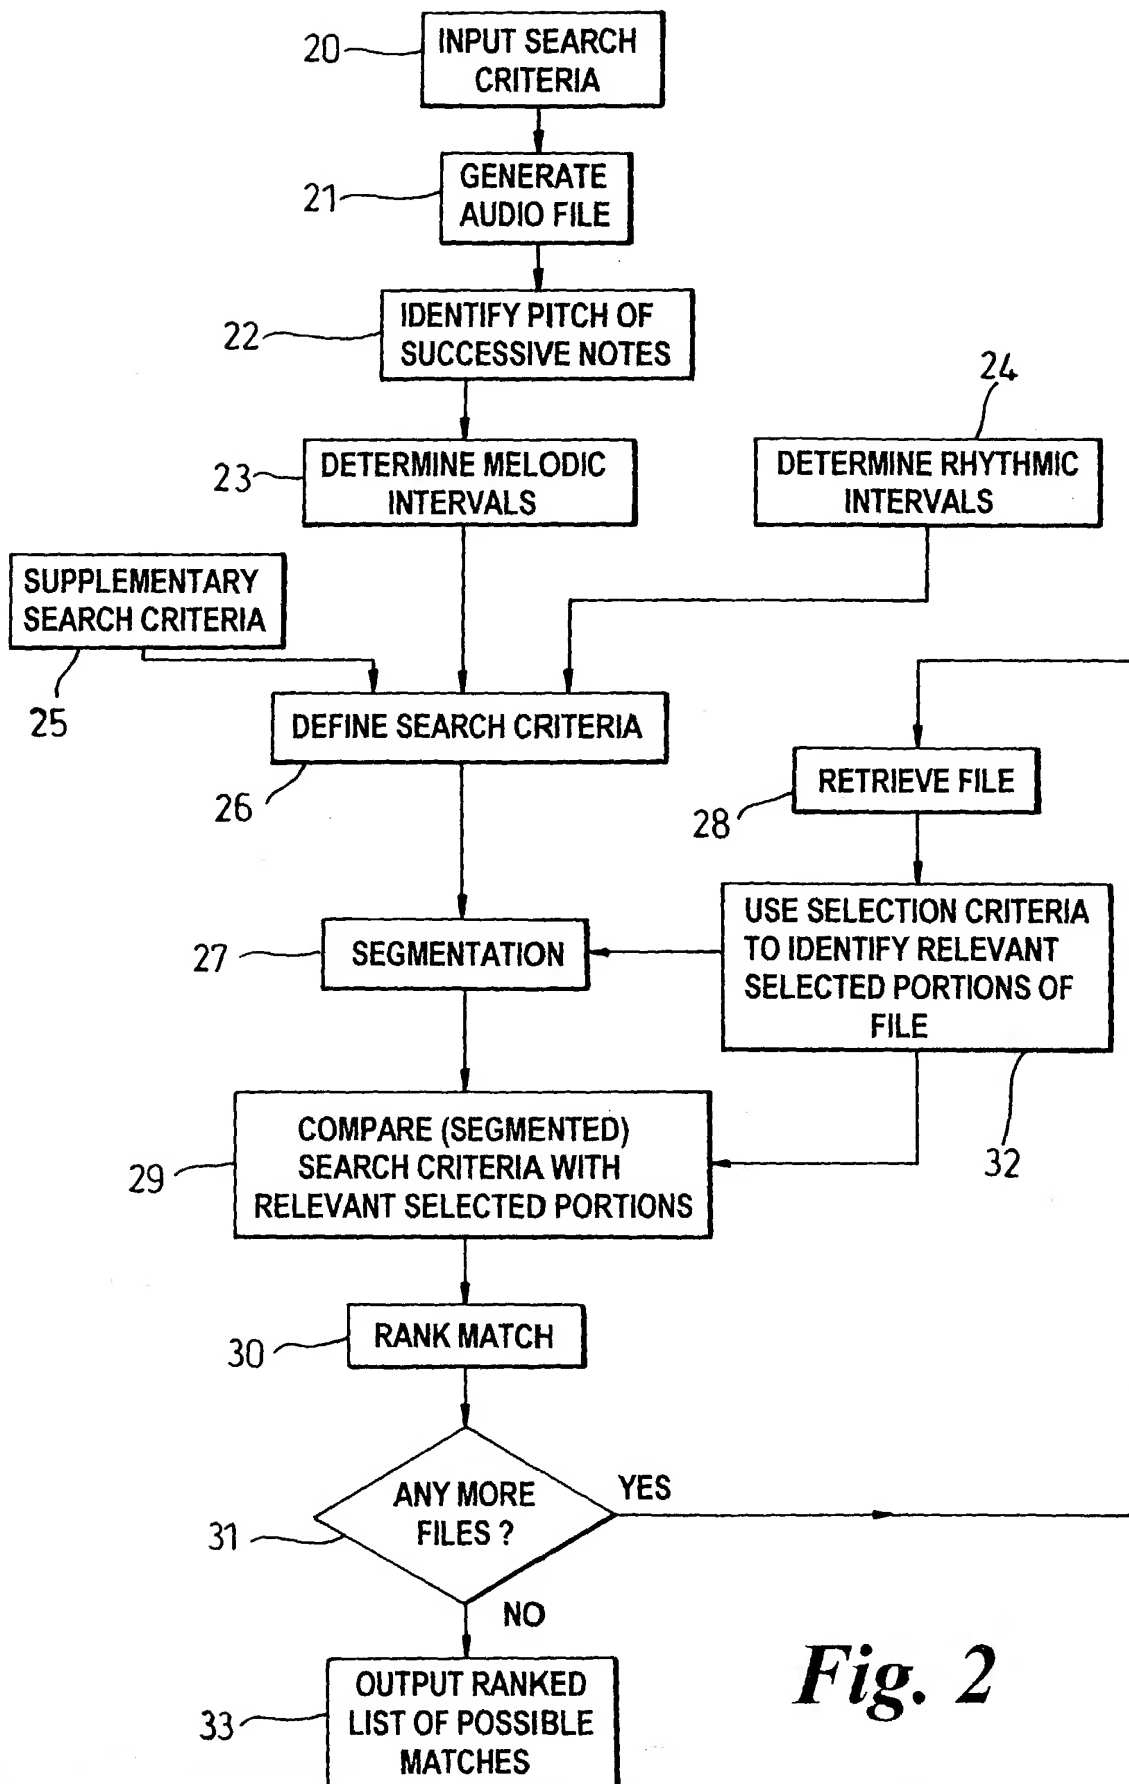 20
INPUT SEARCH
CRITERIA
21
GENERATE
AUDIO FILE
22
IDENTIFY PITCH OF
SUCCESSIVE NOTES
24
23
DETERMINE MELODIC
INTERVALS
DETERMINE RHYTHMIC
INTERVALS
SUPPLEMENTARY
SEARCH CRITERIA
25
DEFINE SEARCH CRITERIA
26
RETRIEVE FILE
28
27
SEGMENTATION
USE SELECTION CRITERIA
TO IDENTIFY RELEVANT
SELECTED PORTIONS OF
FILE
32
29
COMPARE (SEGMENTED)
SEARCH CRITERIA WITH
RELEVANT SELECTED PORTIONS
30
RANK MATCH
31
ANY MORE
FILES ?
YES
NO
33
OUTPUT RANKED
LIST OF POSSIBLE
MATCHES
Fig. 2